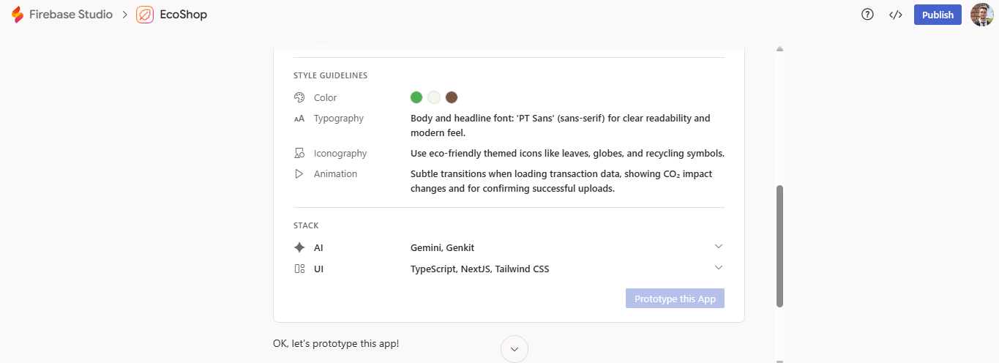 Firebase Studio > EcoShop
Publish
STYLE GUIDELINES
Color
Typography
Body and headline font: 'PT Sans' (sans-serif) for clear readability and
modern feel.
Iconography
Use eco-friendly themed icons like leaves, globes, and recycling symbols.
Animation
Subtle transitions when loading transaction data, showing CO₂ impact
changes and for confirming successful uploads.
STACK
AI
Gemini, Genkit
UI
TypeScript, NextJS, Tailwind CSS
Prototype this App
OK, let's prototype this app!